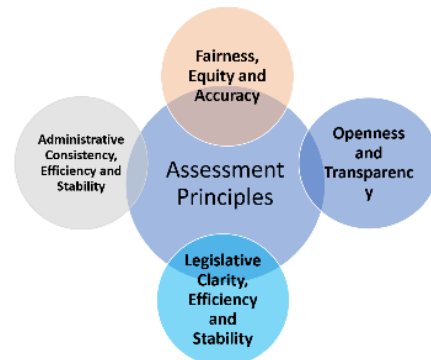 Fairness,
Equity and
Accuracy
Administrative
Consistency,
Efficiency and
Stability
Assessment
Principles
Openness
and
Transparenc
y
Legislative
Clarity,
Efficiency
and
Stability